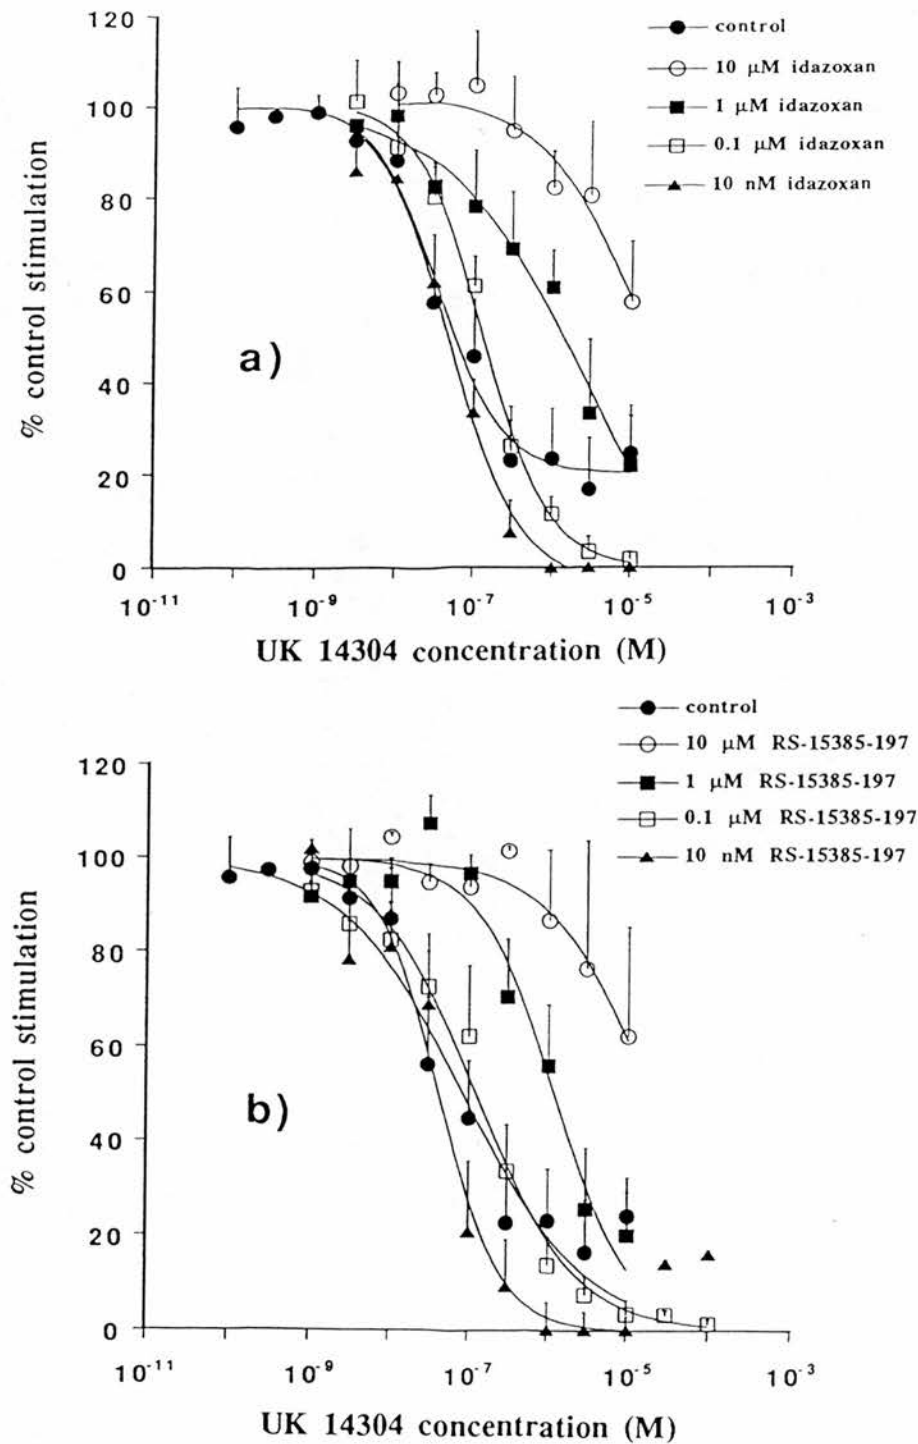 control
10 μM idazoxan
1 μM idazoxan
0.1 μM idazoxan
10 nM idazoxan
120
100
80
60
40
20
0
% control stimulation
a)
10-11
10-9
10-7
10-5
10-3
UK 14304 concentration (M)
control
10 μM RS-15385-197
1 μM RS-15385-197
0.1 μM RS-15385-197
10 nM RS-15385-197
120
100
80
60
40
20
0
% control stimulation
b)
10-11
10-9
10-7
10-5
10-3
UK 14304 concentration (M)